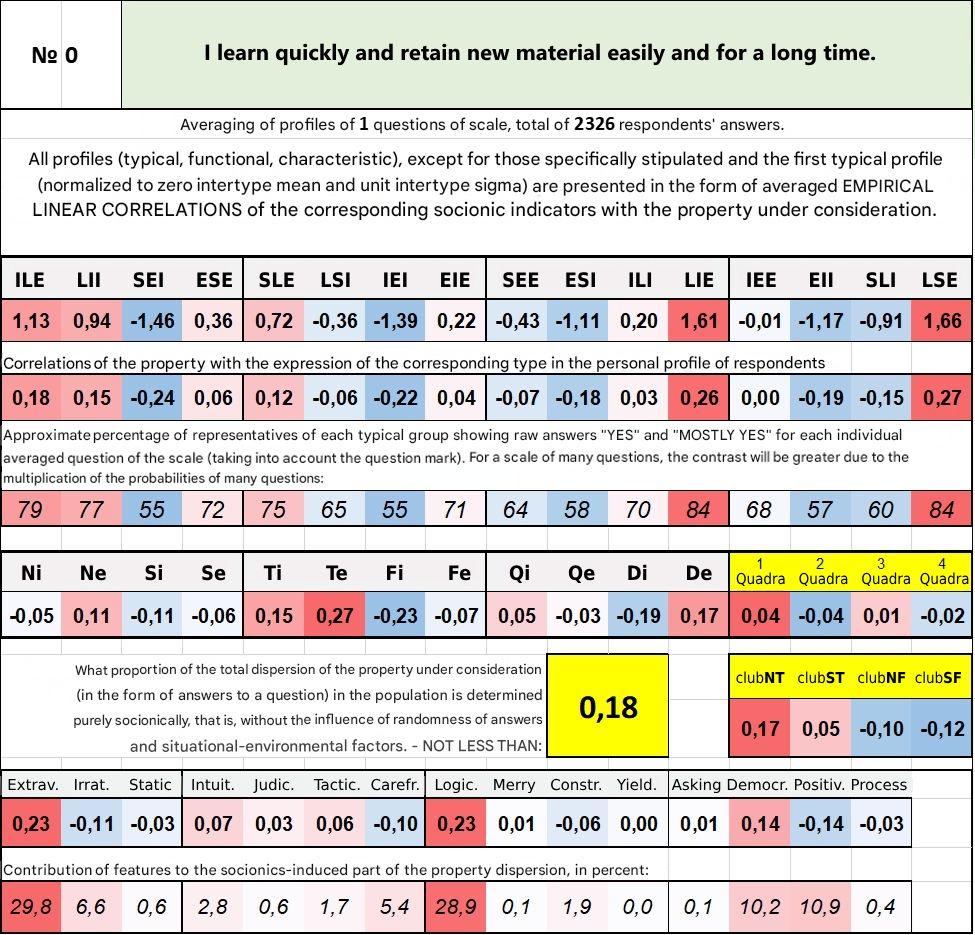 № 0
I learn quickly and retain new material easily and for a long time.
Averaging of profiles of 1 questions of scale, total of 2326 respondents' answers.
All profiles (typical, functional, characteristic), except for those specifically stipulated and the first typical profile
(normalized to zero intertype mean and unit intertype sigma) are presented in the form of averaged EMPIRICAL
LINEAR CORRELATIONS of the corresponding socionic indicators with the property under consideration.
ILE LII SEI ESE SLE LSI IEI EIE SEE ESI ILI LIE IEE EII SLI LSE
1,13 0,94 -1,46 0,36 0,72 -0,36 -1,39 0,22 -0,43 -1,11 0,20 1,61 -0,01 -1,17 -0,91 1,66
Correlations of the property with the expression of the corresponding type in the personal profile of respondents
0,18 0,15 -0,24 0,06 0,12 -0,06 -0,22 0,04 -0,07 -0,18 0,03 0,26 0,00 -0,19 -0,15 0,27
Approximate percentage of representatives of each typical group showing raw answers "YES" and "MOSTLY YES" for each individual
averaged question of the scale (taking into account the question mark). For a scale of many questions, the contrast will be greater due to the
multiplication of the probabilities of many questions:
79 77 55 72 75 65 55 71 64 58 70 84 68 57 60 84
Ni Ne Si Se Ti Te Fi Fe Qi Qe Di De 1 Quadra 2 Quadra 3 Quadra 4 Quadra
-0,05 0,11 -0,11 -0,06 0,15 0,27 -0,23 -0,07 0,05 -0,03 -0,19 0,17 0,04 -0,04 0,01 -0,02
What proportion of the total dispersion of the property under consideration
(in the form of answers to a question) in the population is determined
purely socionically, that is, without the influence of randomness of answers
and situational-environmental factors. - NOT LESS THAN:
0,18
clubNT clubST clubNF clubSF
0,17 0,05 -0,10 -0,12
Extrav. Irrat. Static Intuit. Judic. Tactic. Carefr. Logic. Merry Constr. Yield. Asking Democr. Positiv. Process
0,23 -0,11 -0,03 0,07 0,03 0,06 -0,10 0,23 0,01 -0,06 0,00 0,01 0,14 -0,14 -0,03
Contribution of features to the socionics-induced part of the property dispersion, in percent:
29,8 6,6 0,6 2,8 0,6 1,7 5,4 28,9 0,1 1,9 0,0 0,1 10,2 10,9 0,4